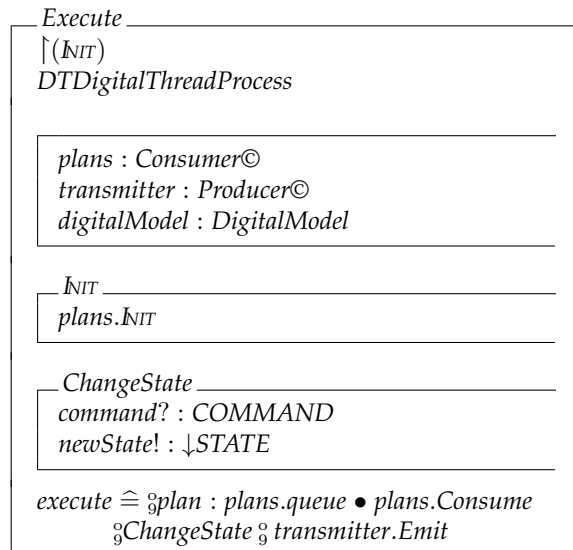 Execute
↾(INIT)
DTDigitalThreadProcess
plans : Consumer©
transmitter : Producer©
digitalModel : DigitalModel
INIT
plans.INIT
ChangeState
command? : COMMAND
newState! : ↓STATE
execute ≙ ⨟plan : plans.queue • plans.Consume
⨟ChangeState ⨟ transmitter.Emit